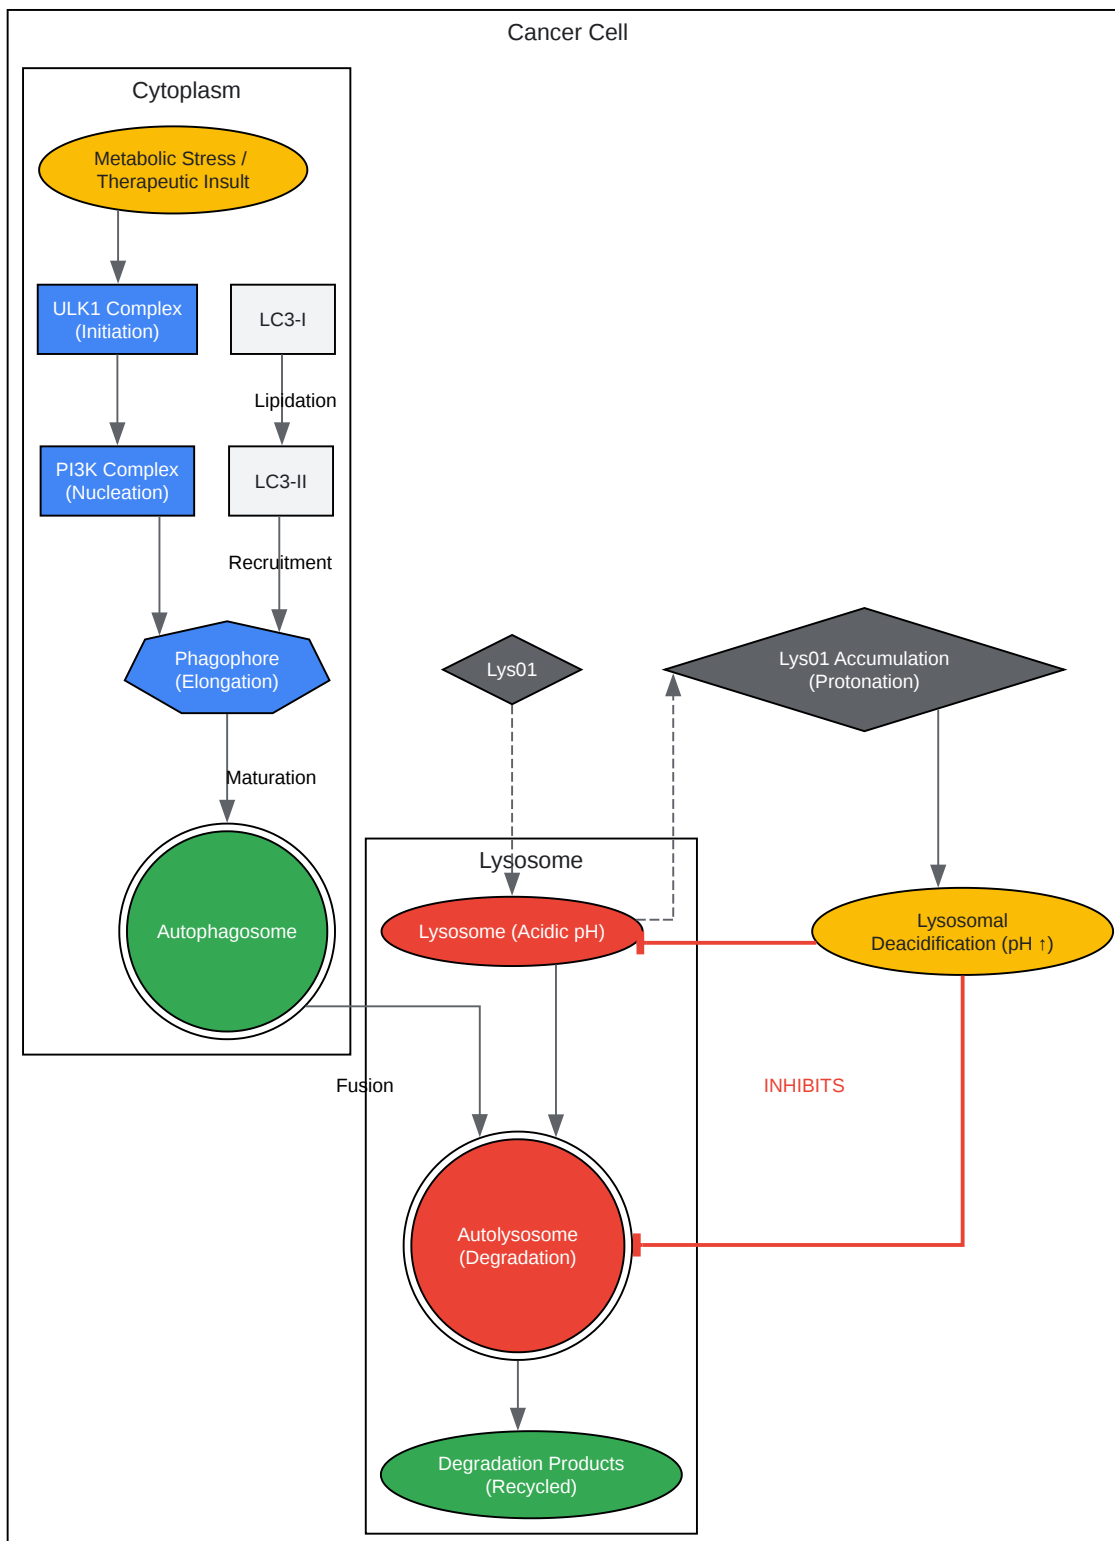 Cancer Cell
Cytoplasm
Metabolic Stress /
Therapeutic Insult
ULK1 Complex
(Initiation)
LC3-I
Lipidation
PI3K Complex
(Nucleation)
LC3-II
Recruitment
Phagophore
(Elongation)
Lys01
Lys01 Accumulation
(Protonation)
Maturation
Lysosome
Autophagosome
Lysosome (Acidic pH)
Lysosomal
Deacidification (pH ↑)
Fusion
INHIBITS
Autolysosome
(Degradation)
Degradation Products
(Recycled)